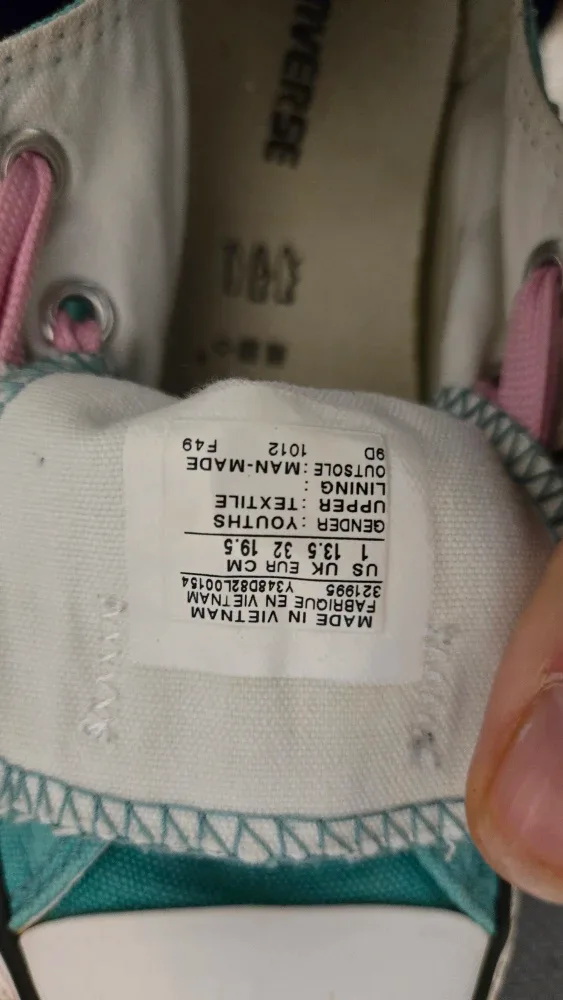 MADE IN VIETNAM
FABRIQUE EN VIETNAM
321995 Y348D82L00154
US UK EUR CM
1 13.5 32 19.5
GENDER : YOUTHS
UPPER : TEXTILE
LINING :
OUTSOLE : MAN-MADE
9D 1012 F49
VERSE